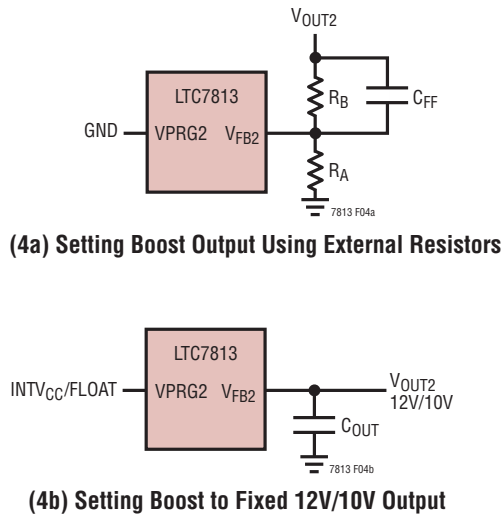 VOUT2
LTC7813
RB
CFF
GND
VPRG2 VFB2
RA
7813 F04a
(4a) Setting Boost Output Using External Resistors
LTC7813
INTVCC/FLOAT
VPRG2 VFB2
VOUT2
12V/10V
COUT
7813 F04b
(4b) Setting Boost to Fixed 12V/10V Output